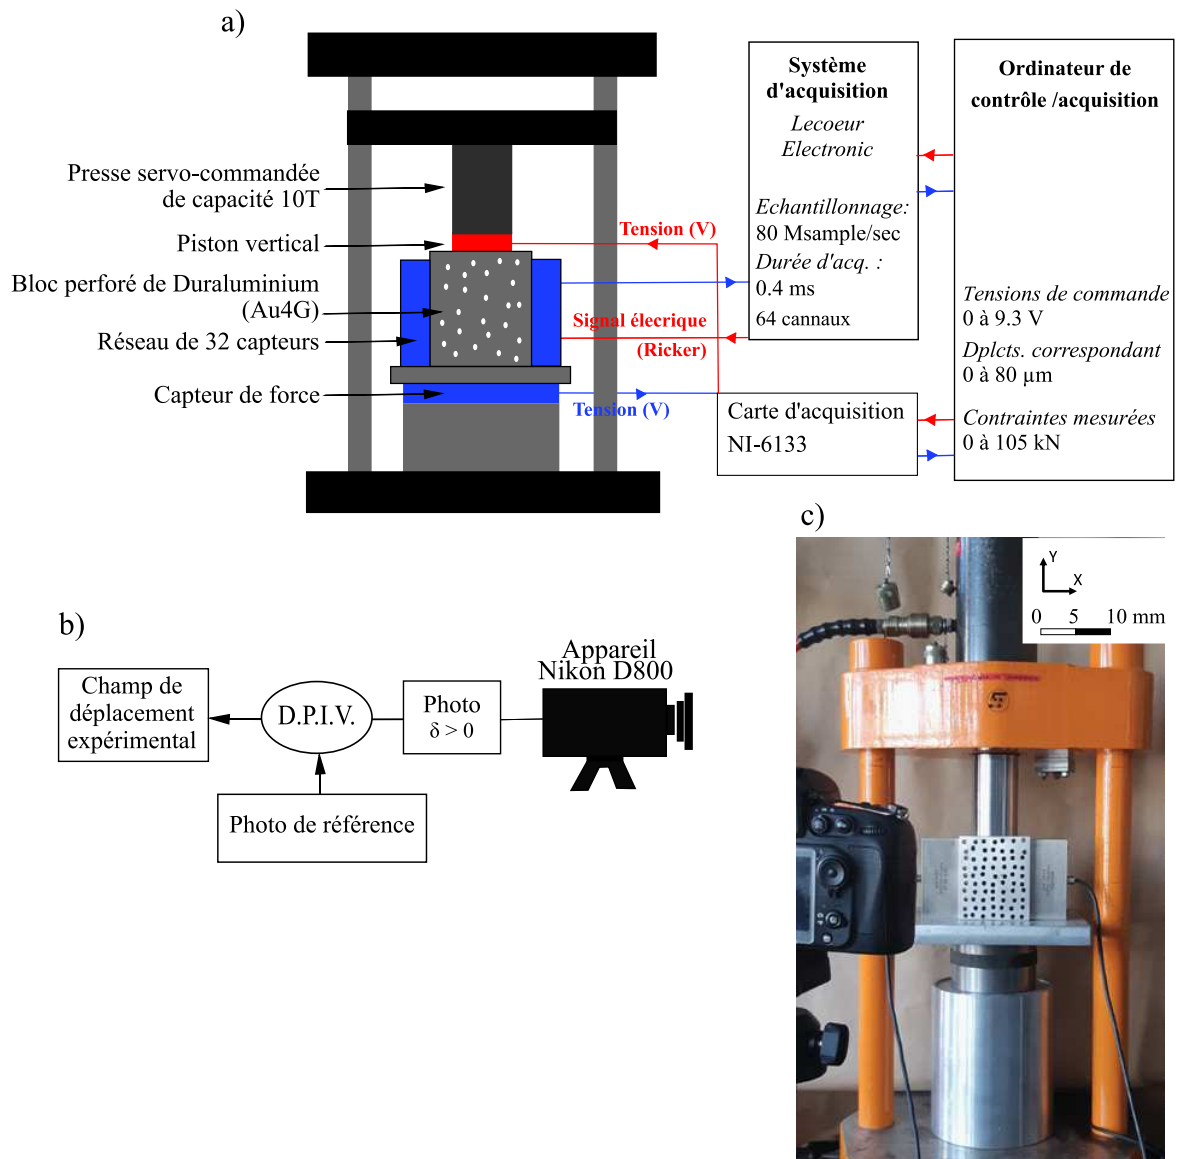 a)
Presse servo-commandée
de capacité 10T
Piston vertical
Bloc perforé de Duraluminium
(Au4G)
Réseau de 32 capteurs
Capteur de force
Tension (V)
Signal élecrique
(Ricker)
Tension (V)
Système
d'acquisition
Lecoeur
Electronic
Echantillonnage:
80 Msample/sec
Durée d'acq. :
0.4 ms
64 cannaux
Ordinateur de
contrôle /acquisition
Tensions de commande
0 à 9.3 V
Dplcts. correspondant
0 à 80 µm
Contraintes mesurées
0 à 105 kN
Carte d'acquisition
NI-6133
b)
Champ de
déplacement
expérimental
D.P.I.V.
Photo
δ > 0
Appareil
Nikon D800
Photo de référence
c)
Y
X
0 5 10 mm